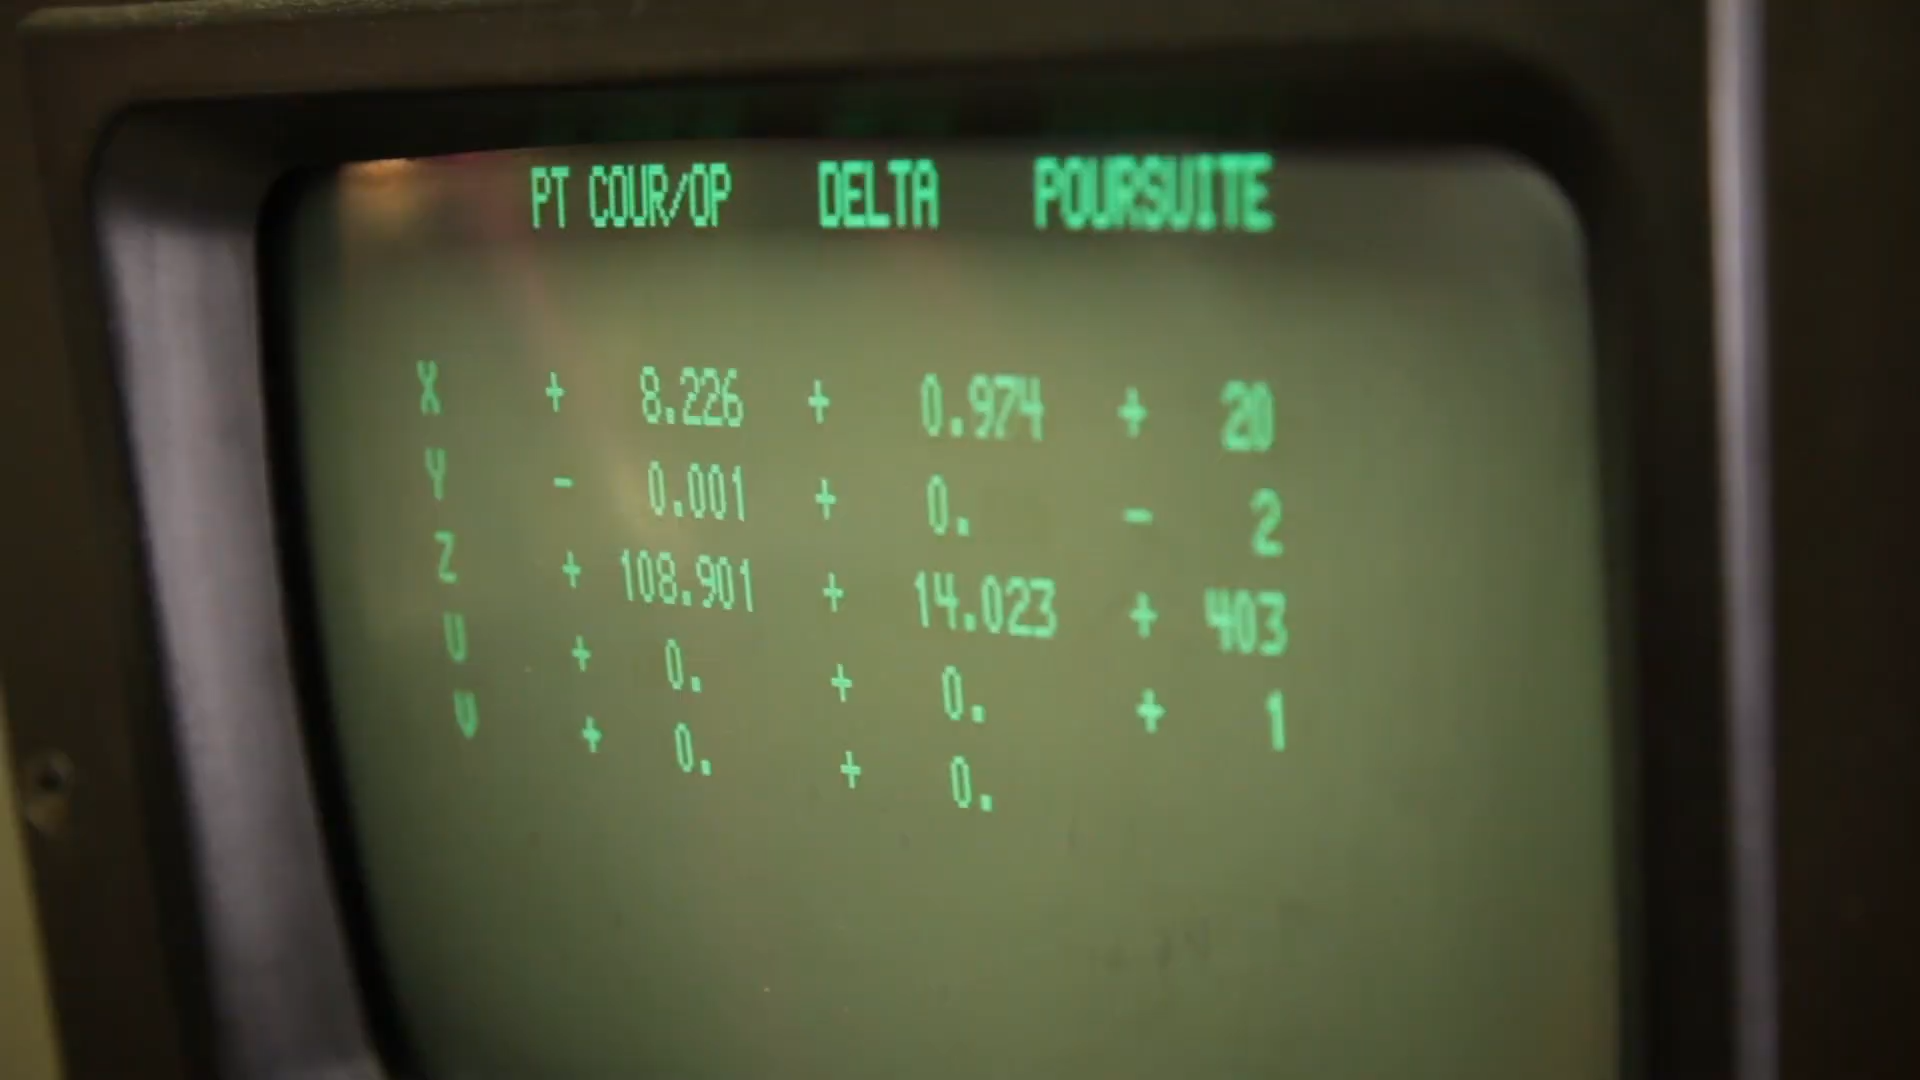 PT COUR/OP DELTA POURSUITE
X + 8.226 + 0.974 + 20
Y - 0.001 + 0. - 2
Z + 108.901 + 14.023 + 403
U + 0. + 0. + 1
V + 0. + 0.